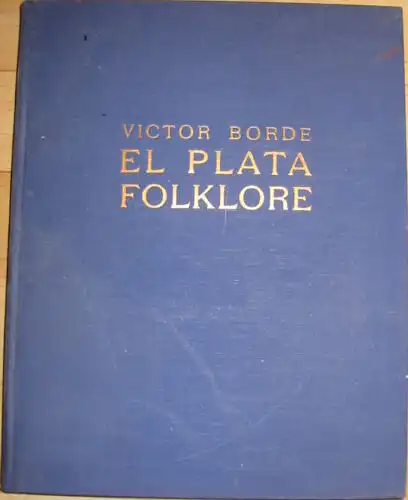 VICTOR BORDE
EL PLATA
FOLKLORE